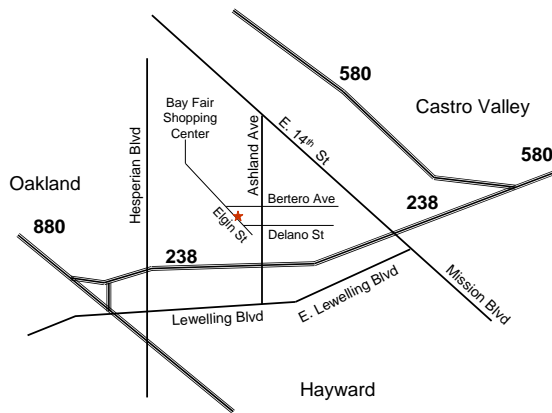 580
Castro Valley
580
Bay Fair
Shopping
Center
Hesperian Blvd
Ashland Ave
E. 14th St
Oakland
880
Bertero Ave
238
Elgin St
Delano St
238
Lewelling Blvd
E. Lewelling Blvd
Mission Blvd
Hayward